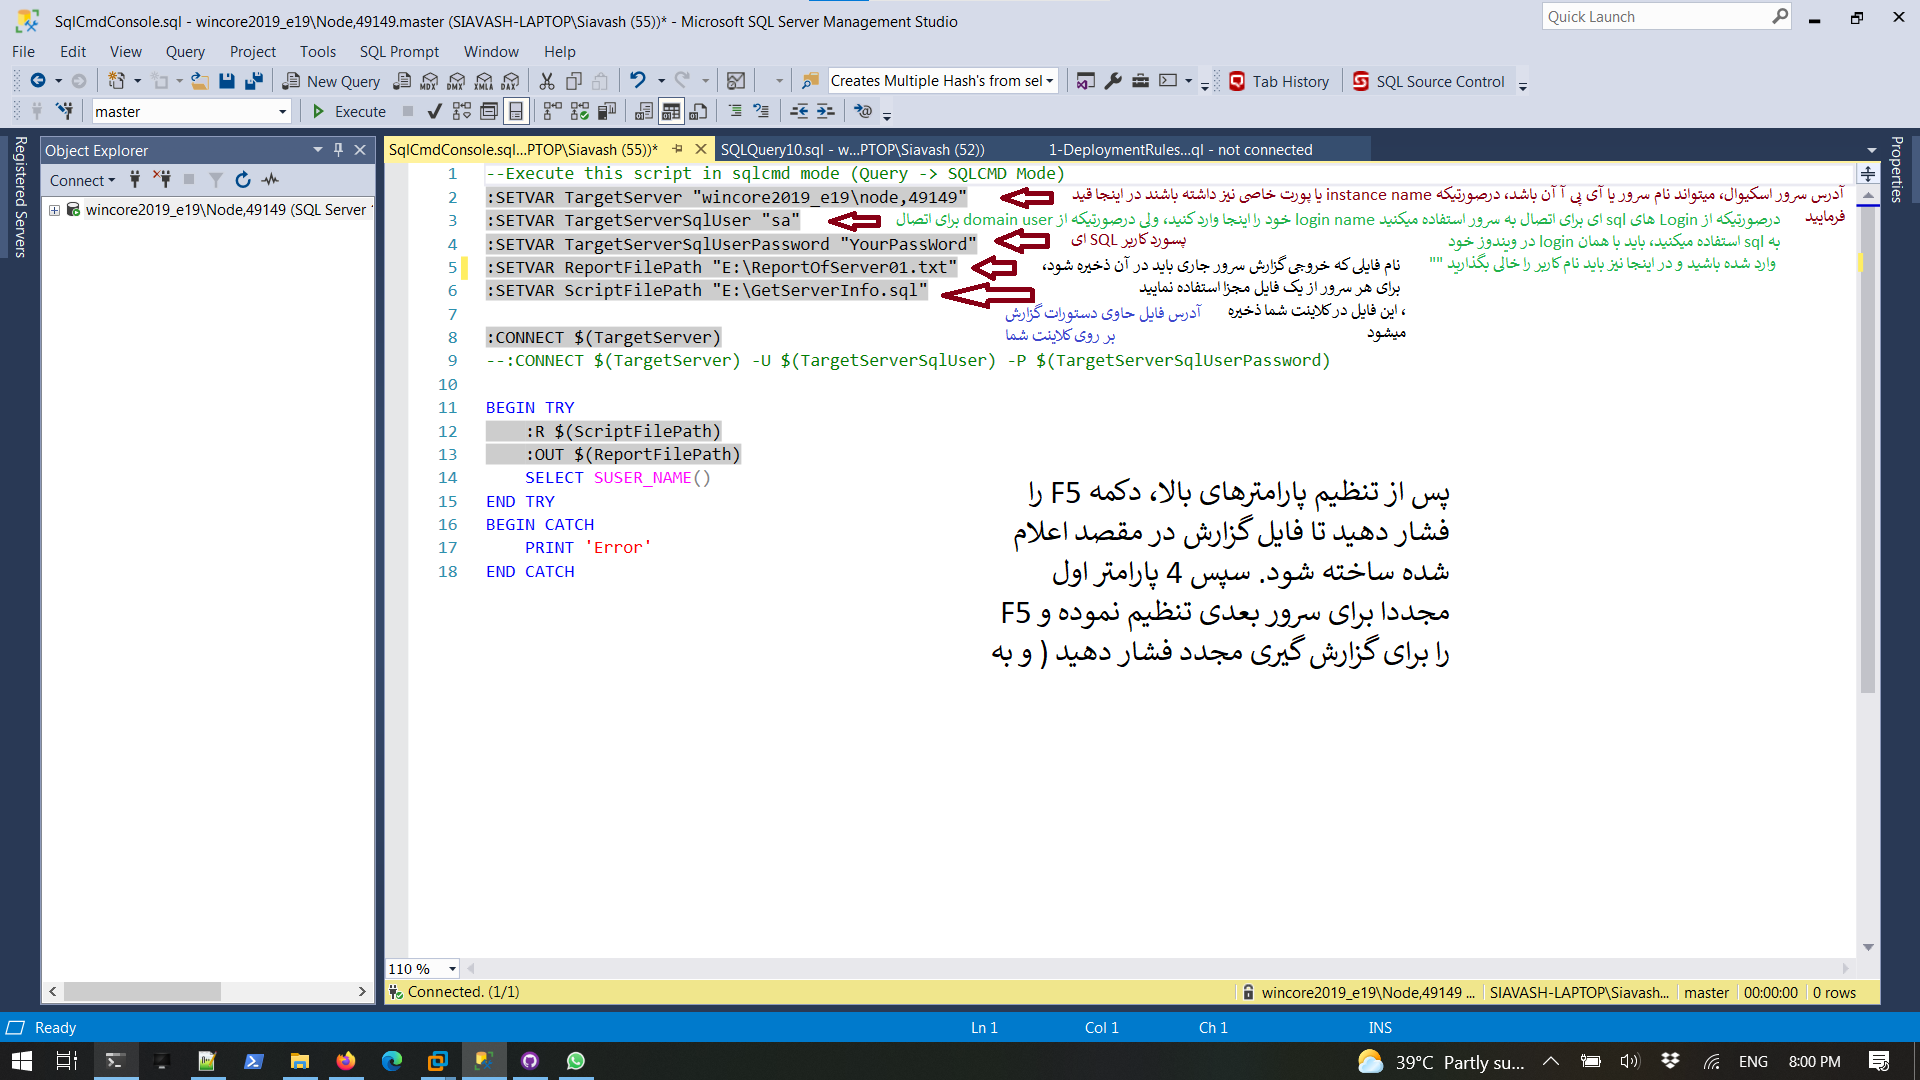 SqlCmdConsole.sql - wincore2019_e19\Node,49149.master (SIAVASH-LAPTOP\Siavash (55))* - Microsoft SQL Server Management Studio
Quick Launch
File Edit View Query Project Tools SQL Prompt Window Help
New Query
MDX DMX XMLA DAX
Creates Multiple Hash's from sel
Tab History
SQL Source Control
master
Execute
Registered Servers
Object Explorer
Connect
wincore2019_e19\Node,49149 (SQL Server
SqlCmdConsole.sql...PTOP\Siavash (55))*
SQLQuery10.sql - w...PTOP\Siavash (52))
1-DeploymentRules...ql - not connected
Properties
1 --Execute this script in sqlcmd mode (Query -> SQLCMD Mode)
2 :SETVAR TargetServer "wincore2019_e19\node,49149"
3 :SETVAR TargetServerSqlUser "sa"
4 :SETVAR TargetServerSqlUserPassword "YourPassWord"
5 :SETVAR ReportFilePath "E:\ReportOfServer01.txt"
6 :SETVAR ScriptFilePath "E:\GetServerInfo.sql"
7
8 :CONNECT $(TargetServer)
9 --:CONNECT $(TargetServer) -U $(TargetServerSqlUser) -P $(TargetServerSqlUserPassword)
10
11 BEGIN TRY
12 :R $(ScriptFilePath)
13 :OUT $(ReportFilePath)
14 SELECT SUSER_NAME()
15 END TRY
16 BEGIN CATCH
17 PRINT 'Error'
18 END CATCH
آدرس سرور اسکیوال، میتواند نام سرور یا آی پی آ آن باشد، درصورتیکه instance name یا پورت خاصی نیز داشته باشند در اینجا قید
فرمایید
درصورتیکه از Login های sql ای برای اتصال به سرور استفاده میکنید login name خود را اینجا وارد کنید، ولی درصورتیکه از domain user برای اتصال
به sql استفاده میکنید، باید با همان login در ویندوز خود
وارد شده باشید و در اینجا نیز باید نام کاربر را خالی بگذارید ""
پسورد کاربر SQL ای
نام فایلی که خروجی گزارش سرور جاری باید در آن ذخیره شود،
برای هر سرور از یک فایل مجزا استفاده نمایید
، این فایل در کلاینت شما ذخیره
میشود
آدرس فایل حاوی دستورات گزارش
بر روی کلاینت شما
پس از تنظیم پارامترهای بالا، دکمه F5 را
فشار دهید تا فایل گزارش در مقصد اعلام
شده ساخته شود. سپس 4 پارامتر اول
مجددا برای سرور بعدی تنظیم نموده و F5
را برای گزارش گیری مجدد فشار دهید ( و به
110 %
Connected. (1/1)
wincore2019_e19\Node,49149 ...
SIAVASH-LAPTOP\Siavash...
master
00:00:00
0 rows
Ready
Ln 1
Col 1
Ch 1
INS
39°C Partly su...
ENG
8:00 PM